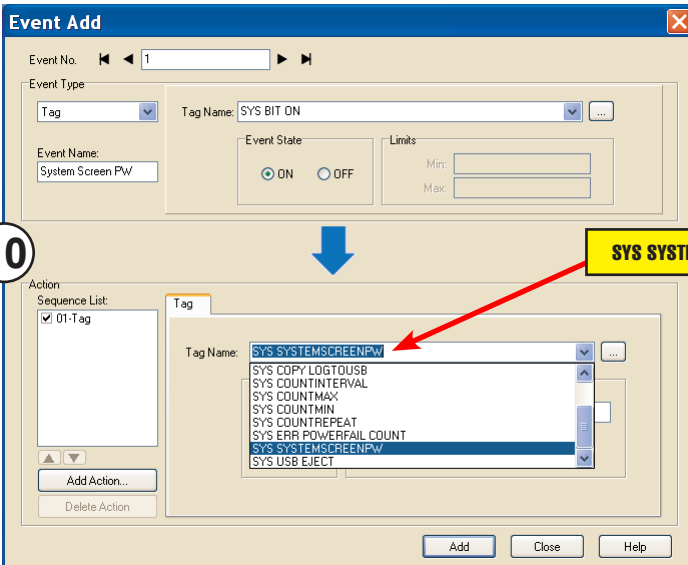 Event Add
Event No. 1
Event Type
Tag
Tag Name: SYS BIT ON ...
Event Name:
System Screen PW
Event State
ON OFF
Limits
Min:
Max:
0
SYS SYSTE
Action
Sequence List:
01-Tag
Tag
Tag Name: SYS SYSTEMSCREENPW ...
SYS COPY LOGTOUSB
SYS COUNTINTERVAL
SYS COUNTMAX
SYS COUNTMIN
SYS COUNTREPEAT
SYS ERR POWERFAIL COUNT
SYS SYSTEMSCREENPW
SYS USB EJECT
Add Action...
Delete Action
Add Close Help